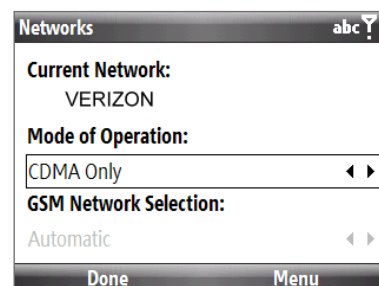 Networks abc
Current Network:
VERIZON
Mode of Operation:
CDMA Only
GSM Network Selection:
Automatic
Done Menu